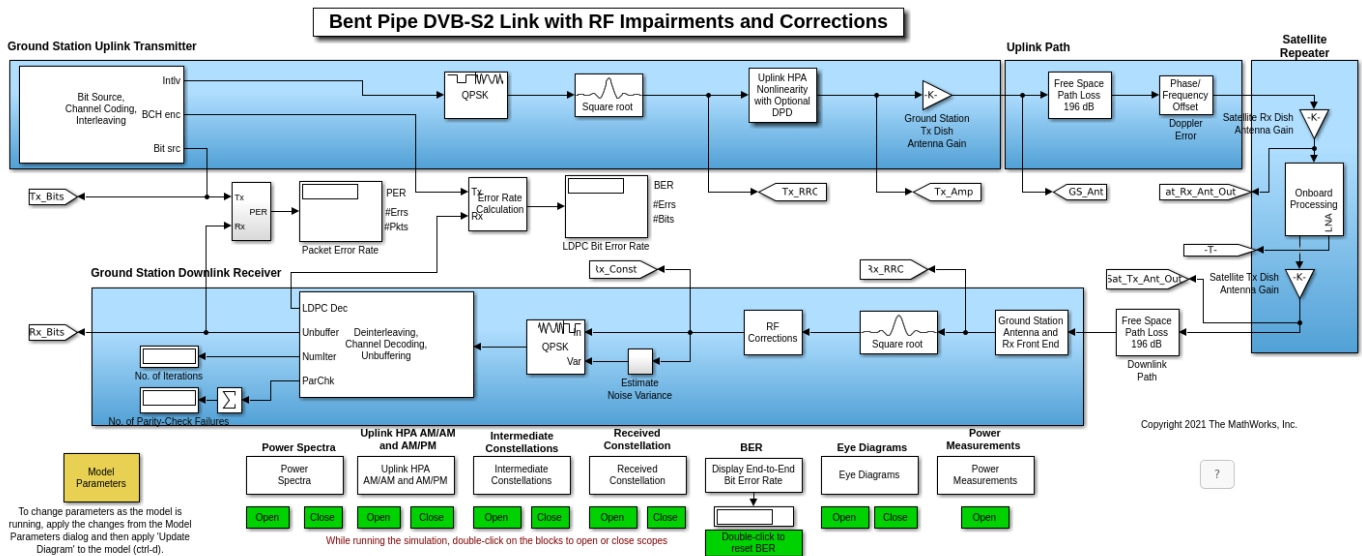 Bent Pipe DVB-S2 Link with RF Impairments and Corrections
Ground Station Uplink Transmitter
Uplink Path
Satellite
Repeater
Bit Source,
Channel Coding,
Interleaving
Intlv
BCH enc
Bit src
QPSK
Square root
Uplink HPA
Nonlinearity
with Optional
DPD
-K-
Ground Station
Tx Dish
Antenna Gain
Free Space
Path Loss
196 dB
Phase/
Frequency
Offset
Doppler
Error
Satellite Rx Dish
Antenna Gain
-K-
Tx_Bits
Tx
Rx
PER
PER
#Errs
#Pkts
Packet Error Rate
Tx
Rx
Error Rate
Calculation
BER
#Errs
#Bits
LDPC Bit Error Rate
Tx_RRC
Tx_Amp
GS_Ant
at_Rx_Ant_Out
Onboard
Processing
LNA
-T-
Ground Station Downlink Receiver
Rx_Const
Rx_RRC
Sat_Tx_Ant_Out
Satellite Tx Dish
Antenna Gain
-K-
Rx_Bits
LDPC Dec
Unbuffer
NumIter
ParChk
Deinterleaving,
Channel Decoding,
Unbuffering
No. of Iterations
Σ
No. of Parity-Check Failures
QPSK
In
Var
Estimate
Noise Variance
RF
Corrections
Square root
Ground Station
Antenna and
Rx Front End
Free Space
Path Loss
196 dB
Downlink
Path
Copyright 2021 The MathWorks, Inc.
Model
Parameters
To change parameters as the model is
running, apply the changes from the Model
Parameters dialog and then apply 'Update
Diagram' to the model (ctrl-d).
Power Spectra
Power
Spectra
Open
Close
Uplink HPA AM/AM
and AM/PM
Uplink HPA
AM/AM and AM/PM
Open
Close
Intermediate
Constellations
Intermediate
Constellations
Open
Close
Received
Constellation
Received
Constellation
Open
Close
BER
Display End-to-End
Bit Error Rate
Double-click to
reset BER
Eye Diagrams
Eye Diagrams
Open
Close
Power
Measurements
Power
Measurements
Open
?
While running the simulation, double-click on the blocks to open or close scopes